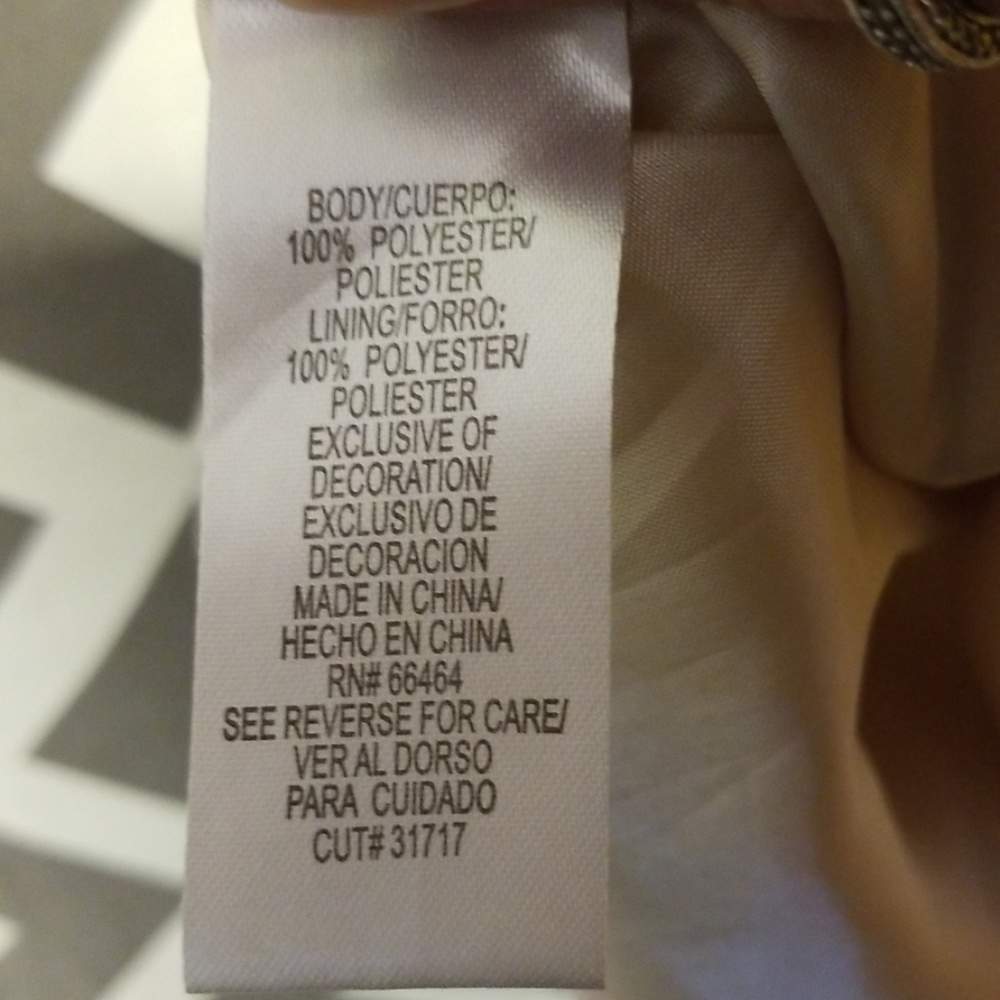 BODY/CUERPO:
100% POLYESTER/
POLIESTER
LINING/FORRO:
100% POLYESTER/
POLIESTER
EXCLUSIVE OF
DECORATION/
EXCLUSIVO DE
DECORACION
MADE IN CHINA/
HECHO EN CHINA
RN# 66464
SEE REVERSE FOR CARE/
VER AL DORSO
PARA CUIDADO
CUT# 31717